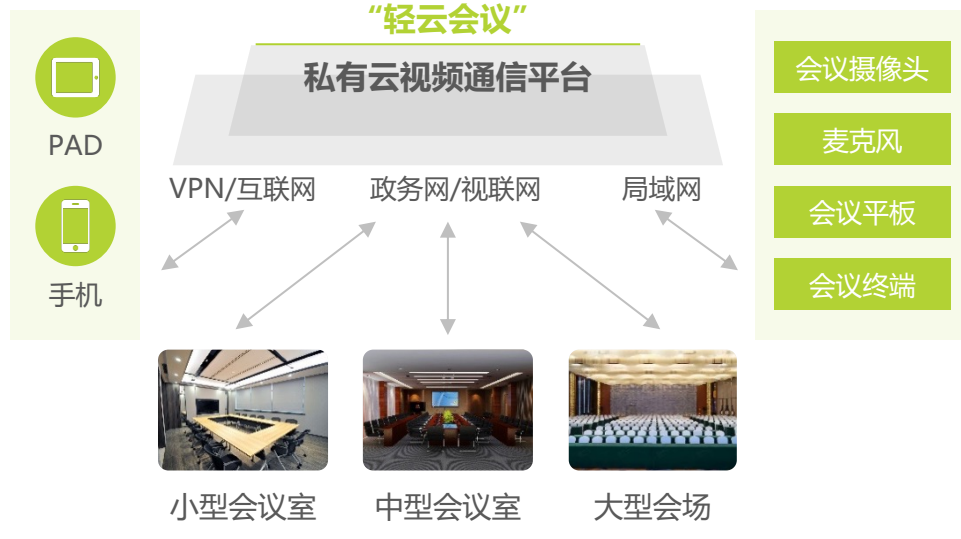 “轻云会议”
私有云视频通信平台
PAD
手机
VPN/互联网
政务网/视联网
局域网
会议摄像头
麦克风
会议平板
会议终端
小型会议室
中型会议室
大型会场